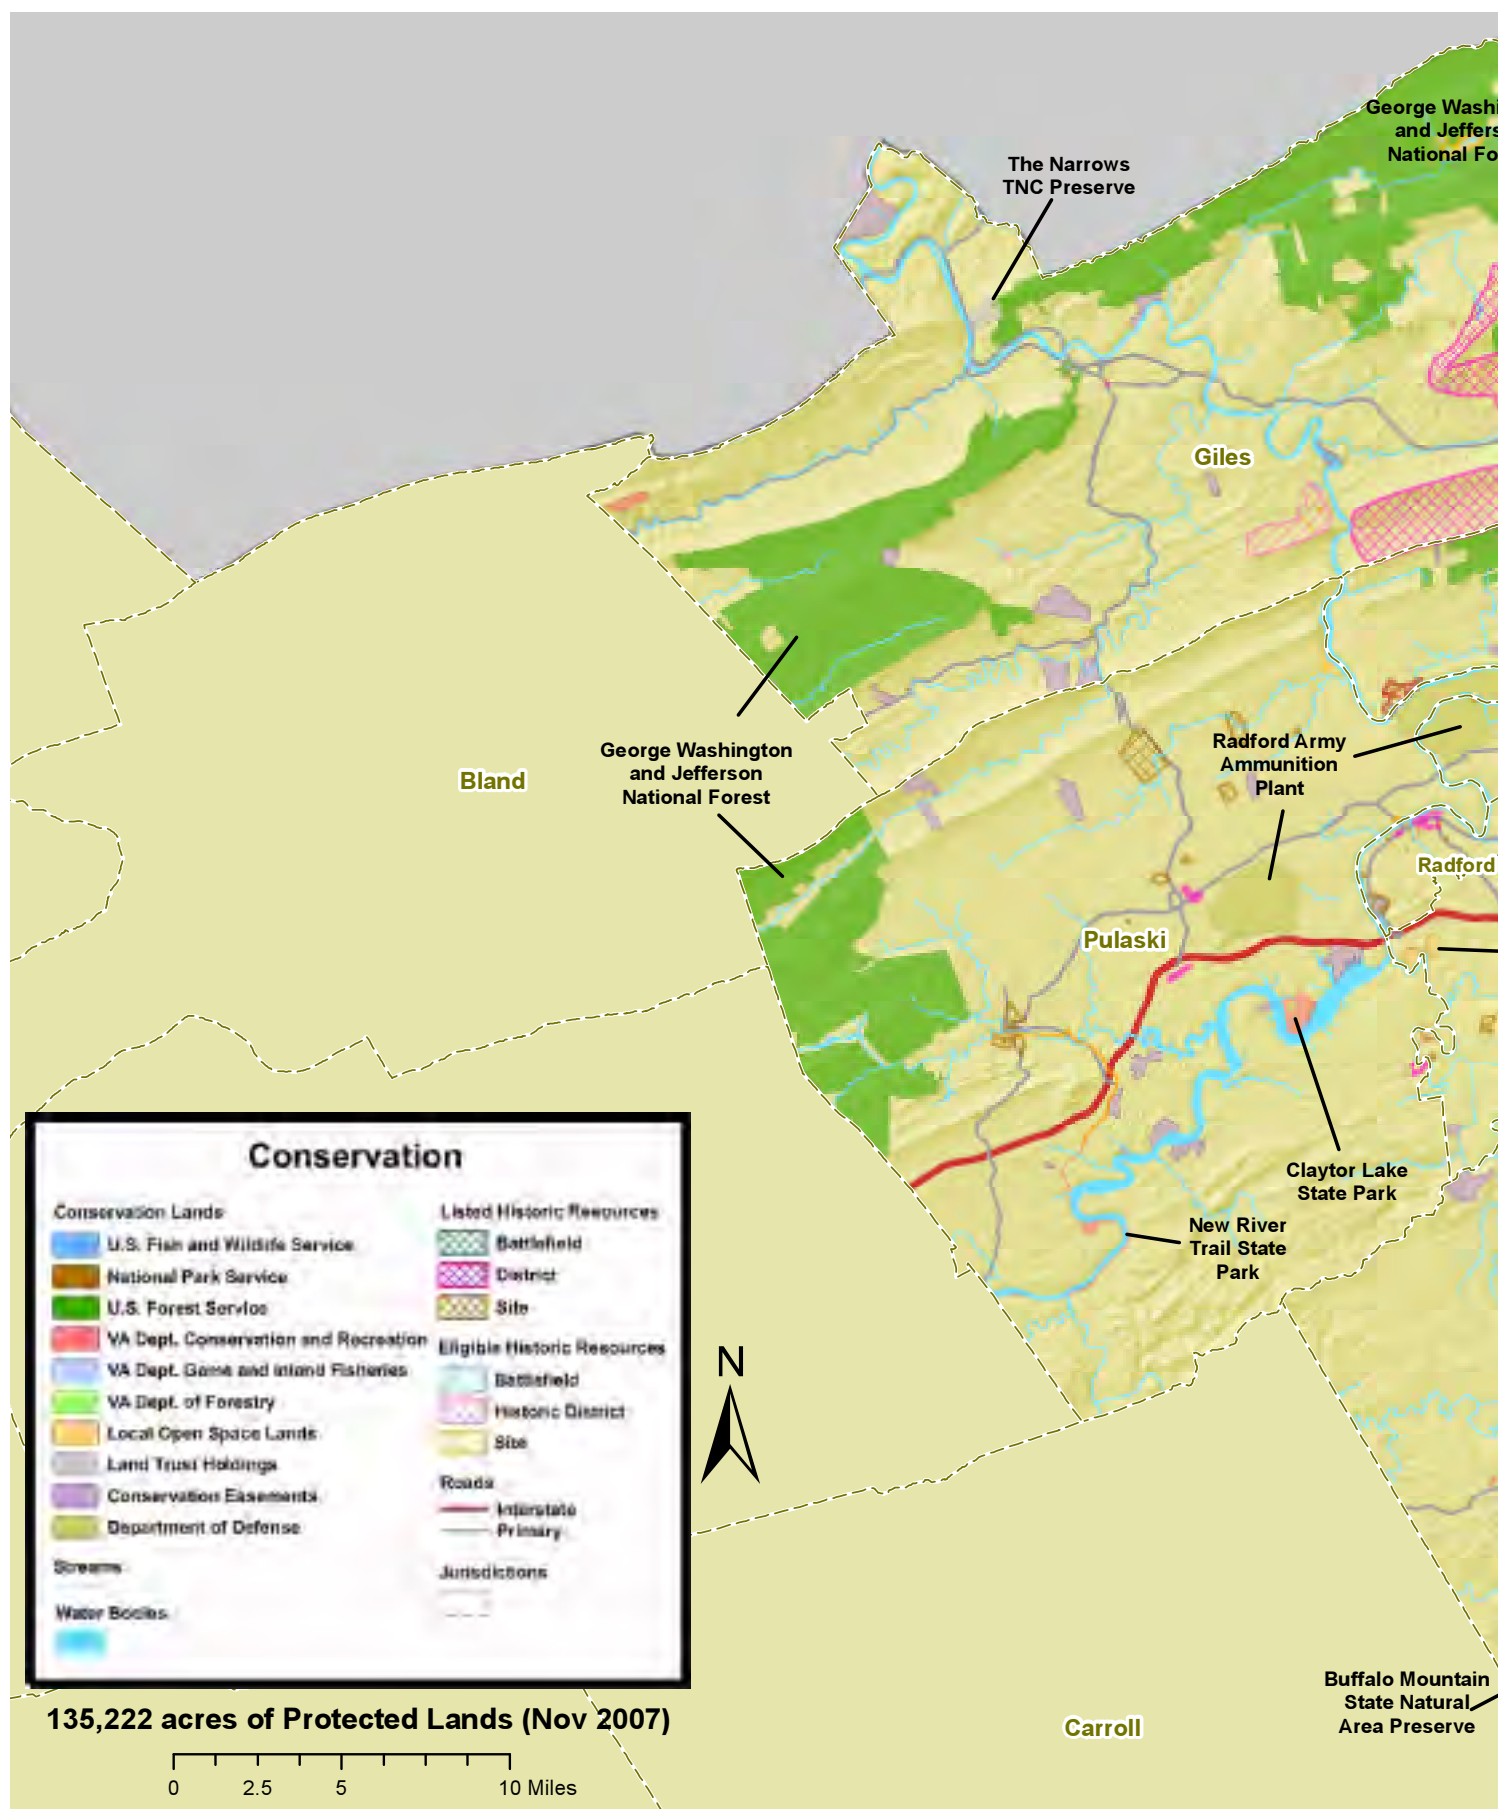 George Washi
and Jeffers
National Fo
The Narrows
TNC Preserve
Giles
George Washington
and Jefferson
National Forest
Bland
Radford Army
Ammunition
Plant
Radford
Pulaski
Claytor Lake
State Park
New River
Trail State
Park
Conservation
Conservation Lands
U.S. Fish and Wildlife Service
National Park Service
U.S. Forest Service
VA Dept. Conservation and Recreation
VA Dept. Game and Inland Fisheries
VA Dept. of Forestry
Local Open Space Lands
Land Trust Holdings
Conservation Easements
Department of Defense
Streams
Water Bodies
Listed Historic Resources
Battlefield
District
Site
Eligible Historic Resources
Battlefield
Historic District
Site
Roads
Interstate
Primary
Jurisdictions
N
135,222 acres of Protected Lands (Nov 2007)
0 2.5 5 10 Miles
Carroll
Buffalo Mountain
State Natural
Area Preserve